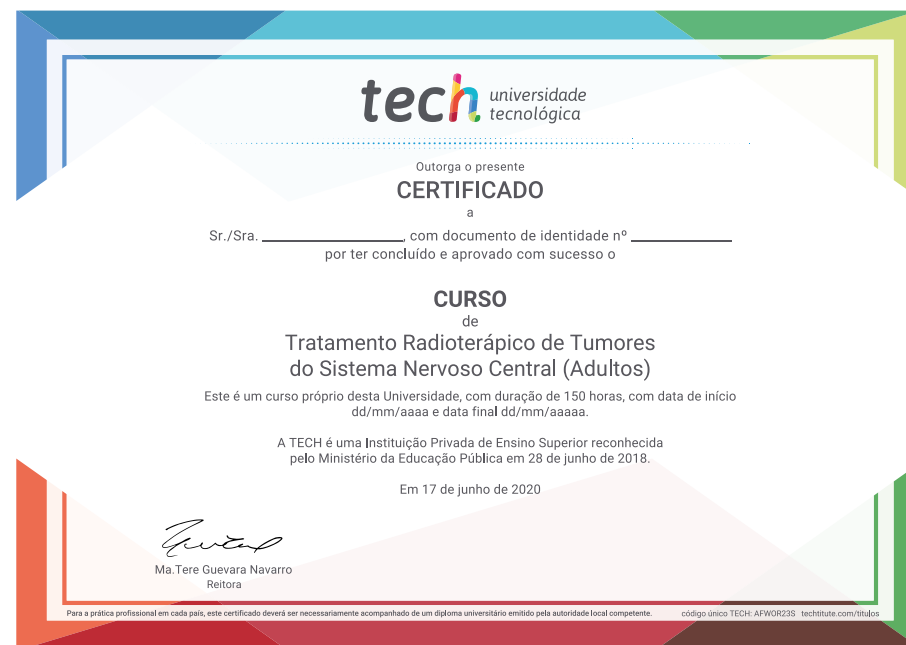 tech universidade
tecnológica
Outorga o presente
CERTIFICADO
a
Sr./Sra. ________________, com documento de identidade nº ____________
por ter concluído e aprovado com sucesso o
CURSO
de
Tratamento Radioterápico de Tumores
do Sistema Nervoso Central (Adultos)
Este é um curso próprio desta Universidade, com duração de 150 horas, com data de início
dd/mm/aaaa e data final dd/mm/aaaaa.
A TECH é uma Instituição Privada de Ensino Superior reconhecida
pelo Ministério da Educação Pública em 28 de junho de 2018.
Em 17 de junho de 2020
Ma.Tere Guevara Navarro
Reitora
Para a prática profissional em cada país, este certificado deverá ser necessariamente acompanhado de um diploma universitário emitido pela autoridade local competente. código único TECH: AFWOR23S techtitute.com/titulos